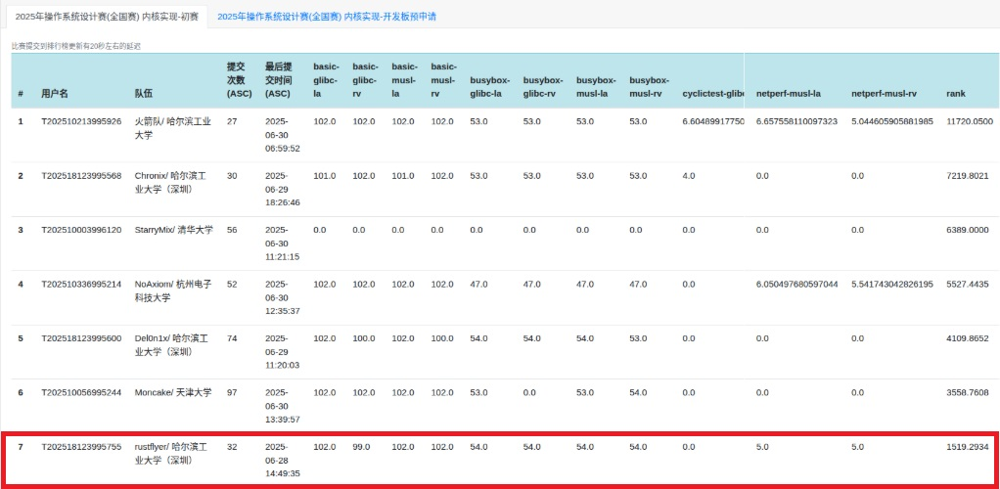 2025年操作系统设计赛(全国赛) 内核实现-初赛
2025年操作系统设计赛(全国赛) 内核实现-开发板预申请
比赛提交到排行榜更新有20秒左右的延迟
# 用户名 队伍 提交次数(ASC) 最后提交时间(ASC) basic-glibc-la basic-glibc-rv basic-musl-la basic-musl-rv busybox-glibc-la busybox-glibc-rv busybox-musl-la busybox-musl-rv cyclictest-glibc netperf-musl-la netperf-musl-rv rank
1 T202510213995926 火箭队/ 哈尔滨工业大学 27 2025-06-30 06:59:52 102.0 102.0 102.0 102.0 53.0 53.0 53.0 53.0 6.60489917750 6.657558110097323 5.044605905881985 11720.0500
2 T202518123995568 Chronix/ 哈尔滨工业大学（深圳） 30 2025-06-29 18:26:46 101.0 102.0 101.0 102.0 53.0 53.0 53.0 53.0 4.0 0.0 0.0 7219.8021
3 T202510003996120 StarryMix/ 清华大学 56 2025-06-30 11:21:15 0.0 0.0 0.0 0.0 0.0 0.0 0.0 0.0 0.0 0.0 0.0 6389.0000
4 T202510336995214 NoAxiom/ 杭州电子科技大学 52 2025-06-30 12:35:37 102.0 102.0 102.0 102.0 47.0 47.0 47.0 47.0 0.0 6.050497680597044 5.541743042826195 5527.4435
5 T202518123995600 Del0n1x/ 哈尔滨工业大学（深圳） 74 2025-06-29 11:20:03 102.0 100.0 102.0 100.0 54.0 54.0 54.0 53.0 0.0 0.0 0.0 4109.8652
6 T202510056995244 Moncake/ 天津大学 97 2025-06-30 13:39:57 102.0 102.0 102.0 102.0 53.0 0.0 53.0 54.0 0.0 0.0 0.0 3558.7608
7 T202518123995755 rustflyer/ 哈尔滨工业大学（深圳） 32 2025-06-28 14:49:35 102.0 99.0 102.0 102.0 54.0 54.0 54.0 54.0 0.0 5.0 5.0 1519.2934